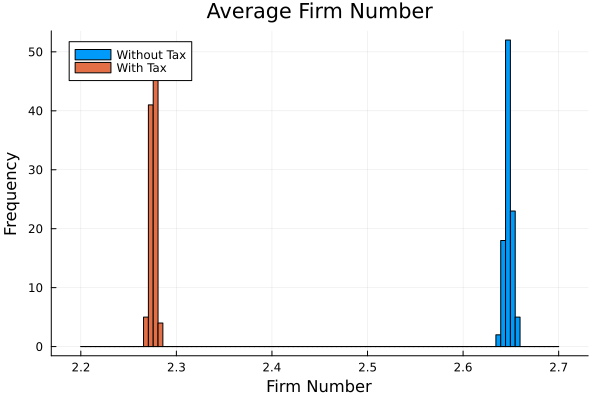 Average Firm Number
Without Tax
With Tax
Frequency
50
40
30
20
10
0
2.2 2.3 2.4 2.5 2.6 2.7
Firm Number